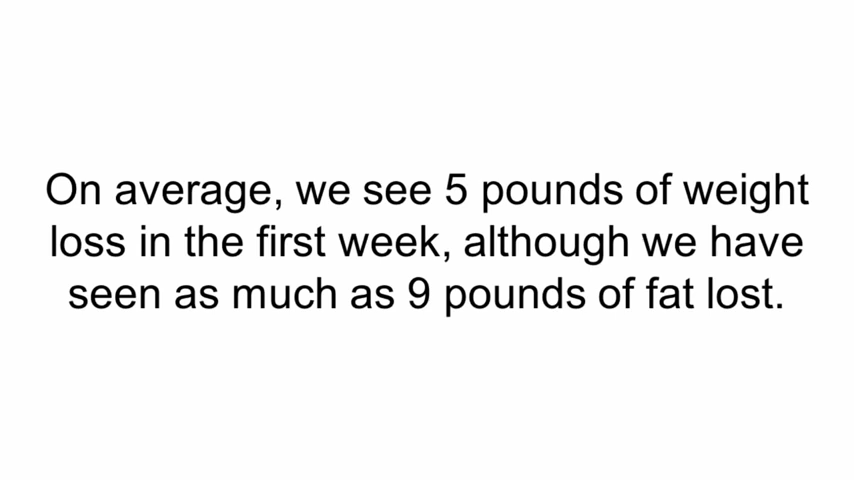 On average, we see 5 pounds of weight
loss in the first week, although we have
seen as much as 9 pounds of fat lost.